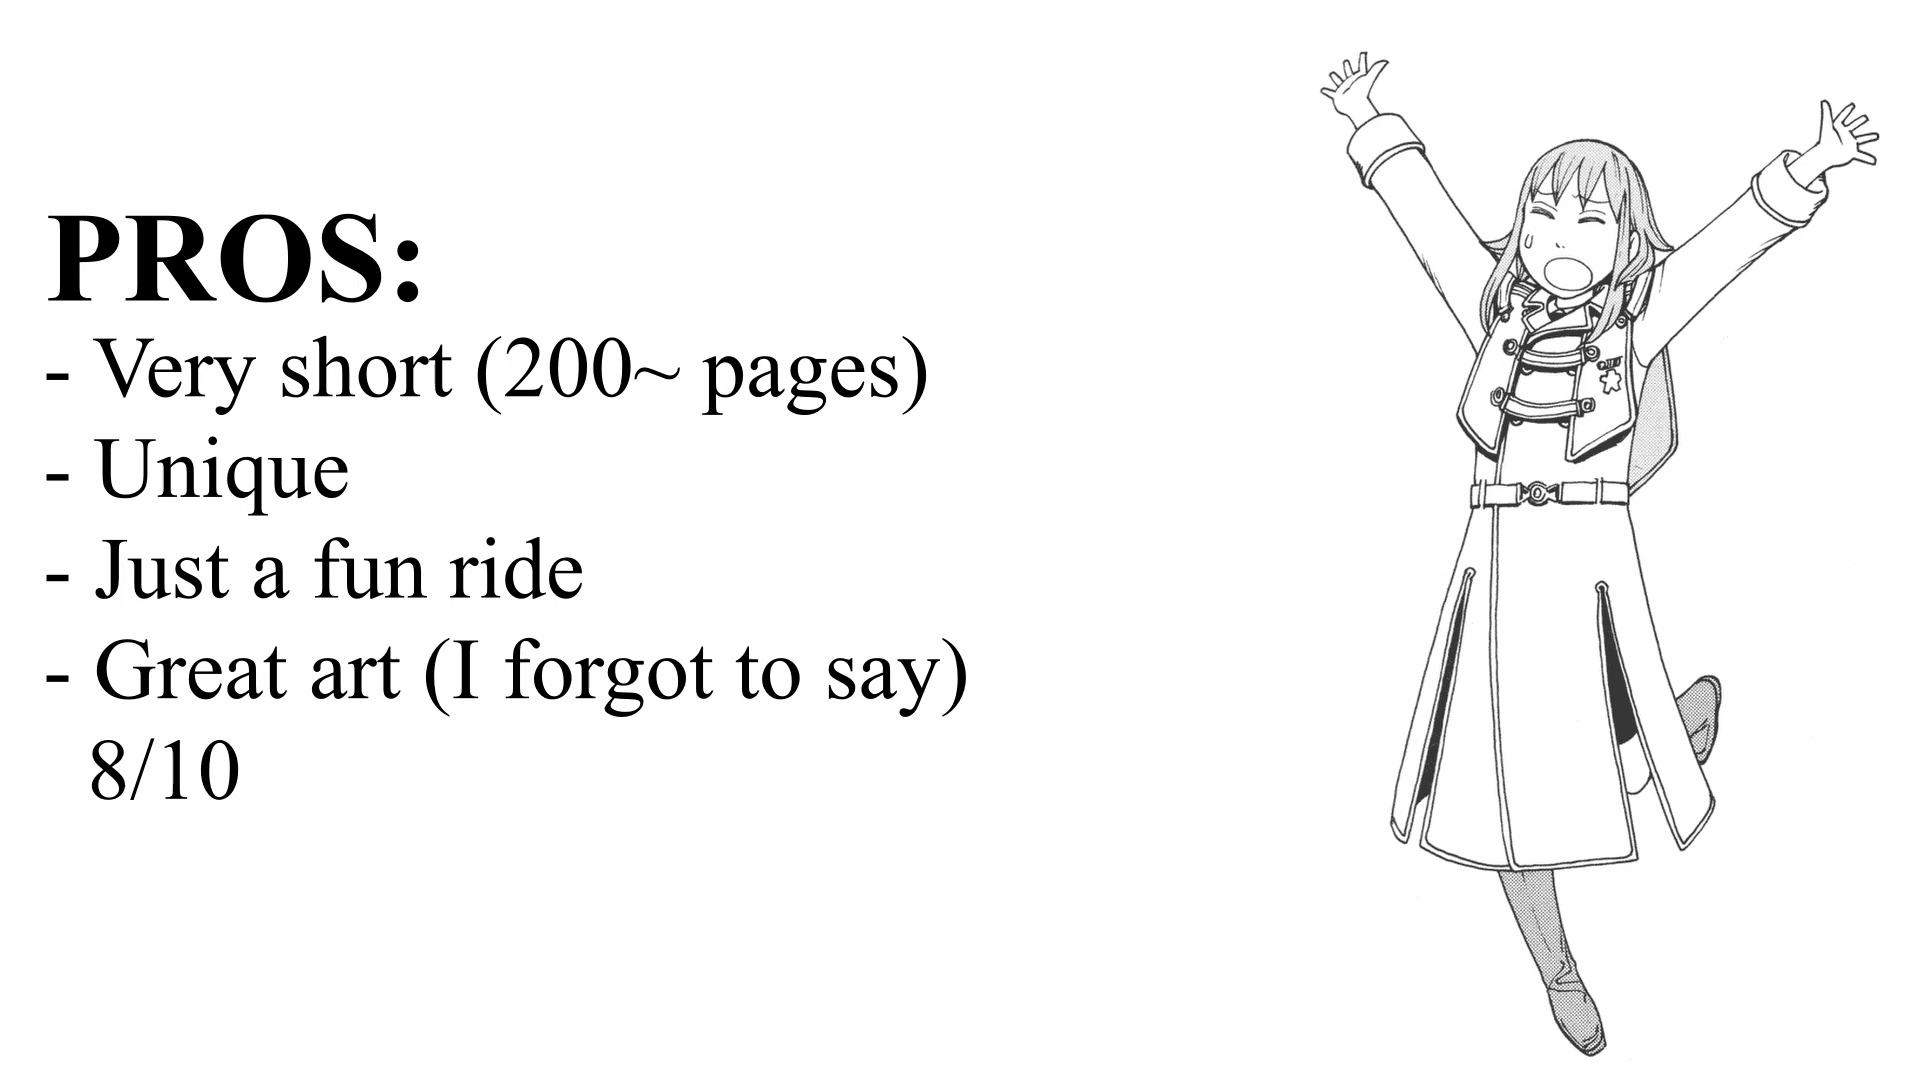 PROS:
- Very short (200~ pages)
- Unique
- Just a fun ride
- Great art (I forgot to say)
8/10